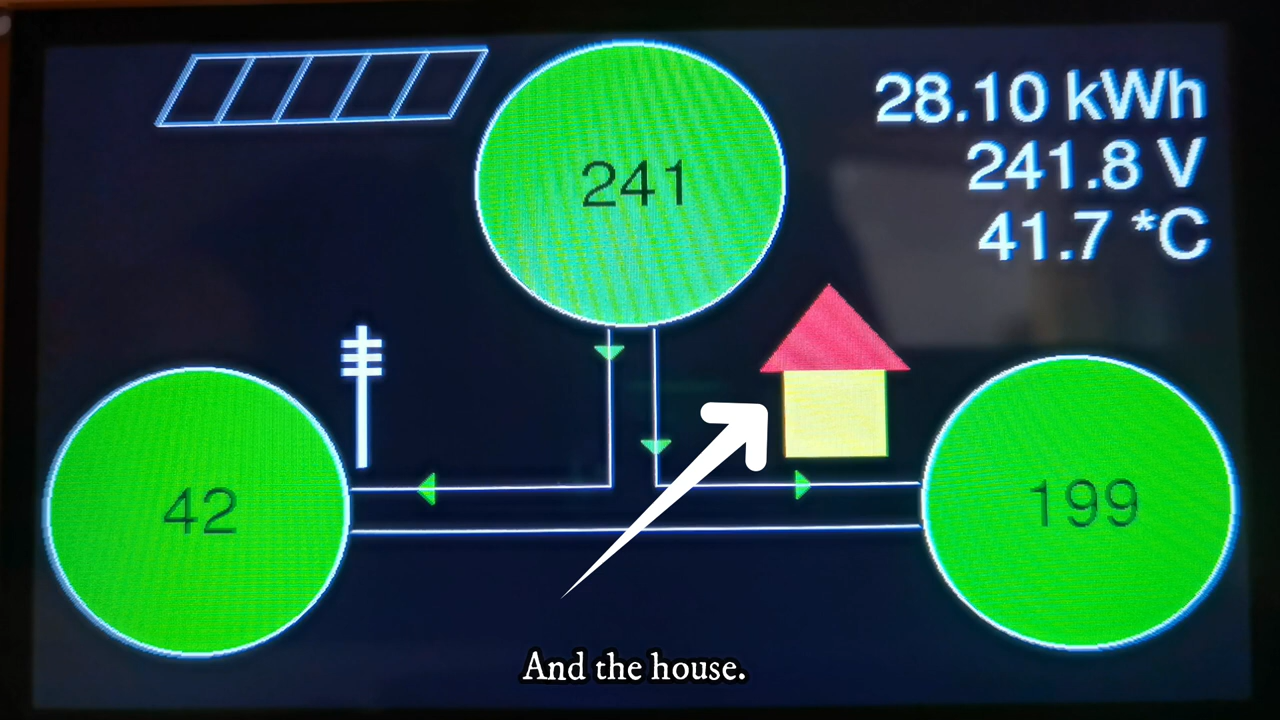 241
28.10 kWh
241.8 V
41.7 *C
42
199
And the house.